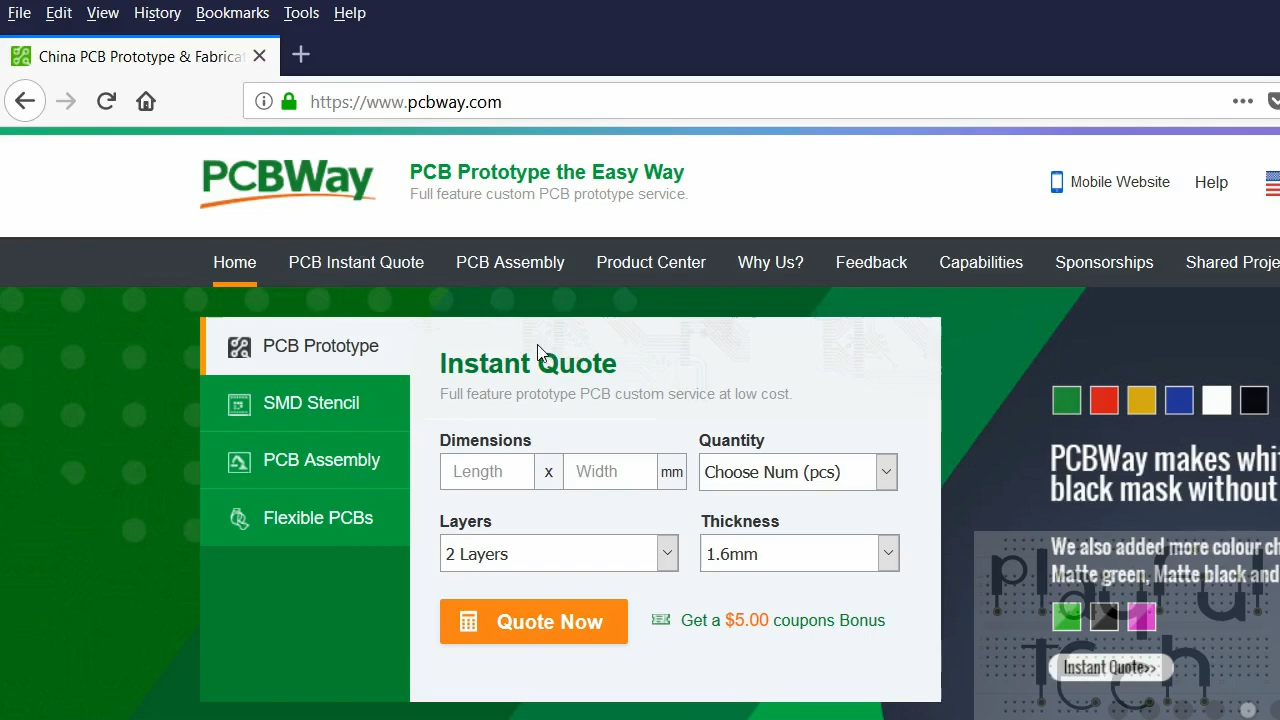 File Edit View History Bookmarks Tools Help
China PCB Prototype & Fabricat
https://www.pcbway.com
PCBWay
PCB Prototype the Easy Way
Full feature custom PCB prototype service.
Mobile Website Help
Home PCB Instant Quote PCB Assembly Product Center Why Us? Feedback Capabilities Sponsorships Shared Proje
PCB Prototype
SMD Stencil
PCB Assembly
Flexible PCBs
Instant Quote
Full feature prototype PCB custom service at low cost.
Dimensions Quantity
Length x Width mm Choose Num (pcs)
Layers Thickness
2 Layers 1.6mm
Quote Now Get a $5.00 coupons Bonus
PCBWay makes whi
black mask without
We also added more colour ch
Matte green, Matte black and
Instant Quote>>
playful
Tech